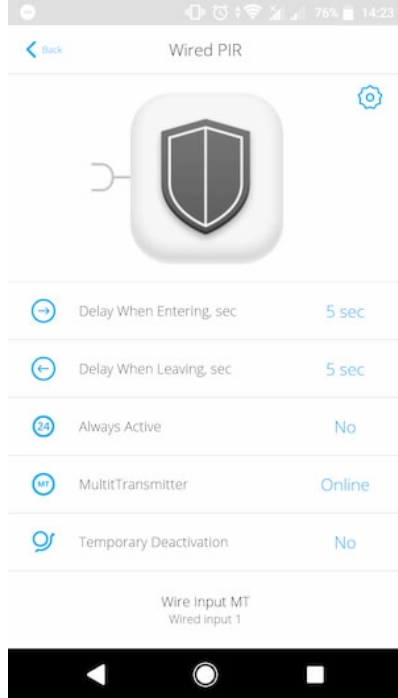 76% 14:23
Back Wired PIR
Delay When Entering, sec 5 sec
Delay When Leaving, sec 5 sec
24 Always Active No
MT MultitTransmitter Online
Temporary Deactivation No
Wire Input MT
Wired input 1